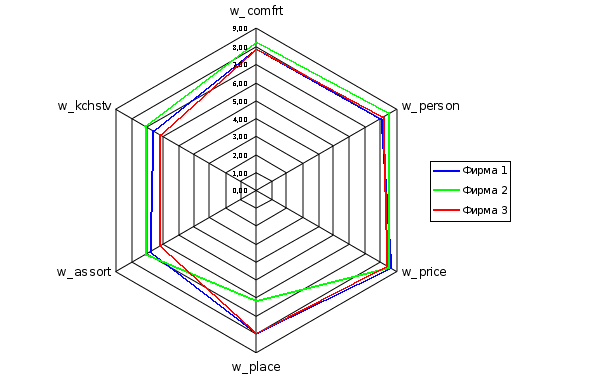 w_comfrt
9,00
8,00
7,00
6,00
5,00
4,00
3,00
2,00
1,00
0,00
w_kchstv
w_person
Фирма 1
Фирма 2
Фирма 3
w_assort
w_price
w_place